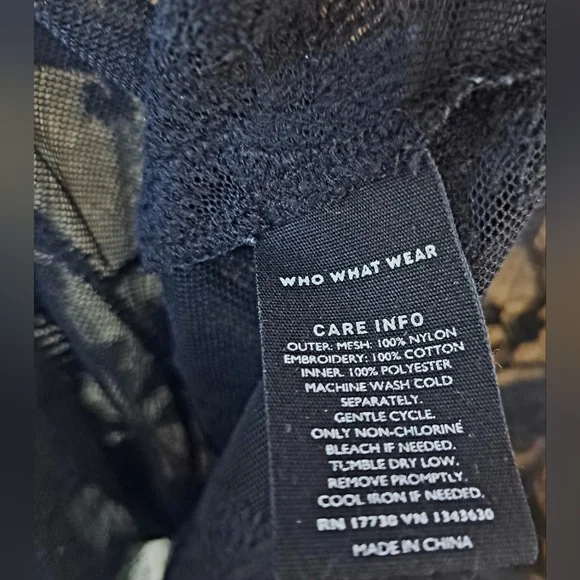 WHO WHAT WEAR
CARE INFO
OUTER: MESH: 100% NYLON
EMBROIDERY: 100% COTTON
INNER: 100% POLYESTER
MACHINE WASH COLD
SEPARATELY.
GENTLE CYCLE.
ONLY NON-CHLORINE
BLEACH IF NEEDED.
TUMBLE DRY LOW.
REMOVE PROMPTLY.
COOL IRON IF NEEDED.
RN 17730 VN 1343630
MADE IN CHINA